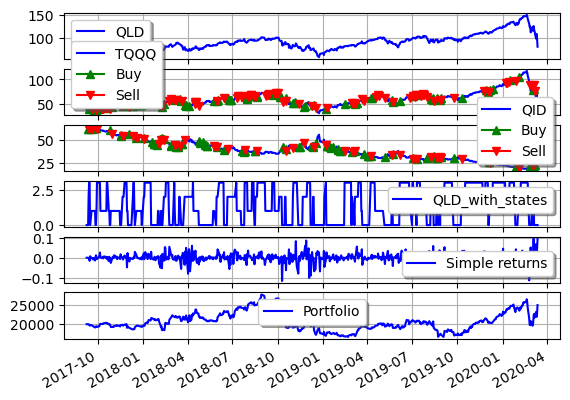 150
100
QLD
TQQQ
Buy
Sell
100
50
QID
Buy
Sell
50
25
2.5
0.0
QLD_with_states
0.1
0.0
−0.1
Simple returns
25000
20000
Portfolio
2017-10
2018-01
2018-04
2018-07
2018-10
2019-01
2019-04
2019-07
2019-10
2020-01
2020-04